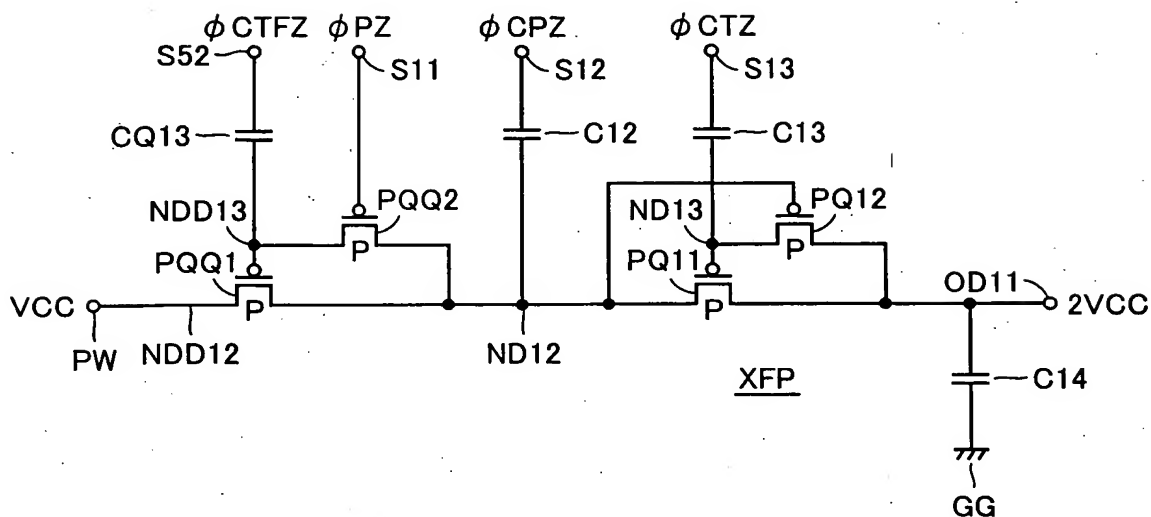 φCTFZ φPZ φCPZ φCTZ
S52 S11 S12 S13
CQ13 C12 C13
NDD13 PQQ2 ND13 PQ12
P P
PQQ1 PQ11 OD11
VCC P P 2VCC
PW NDD12 ND12
XFP C14
GG